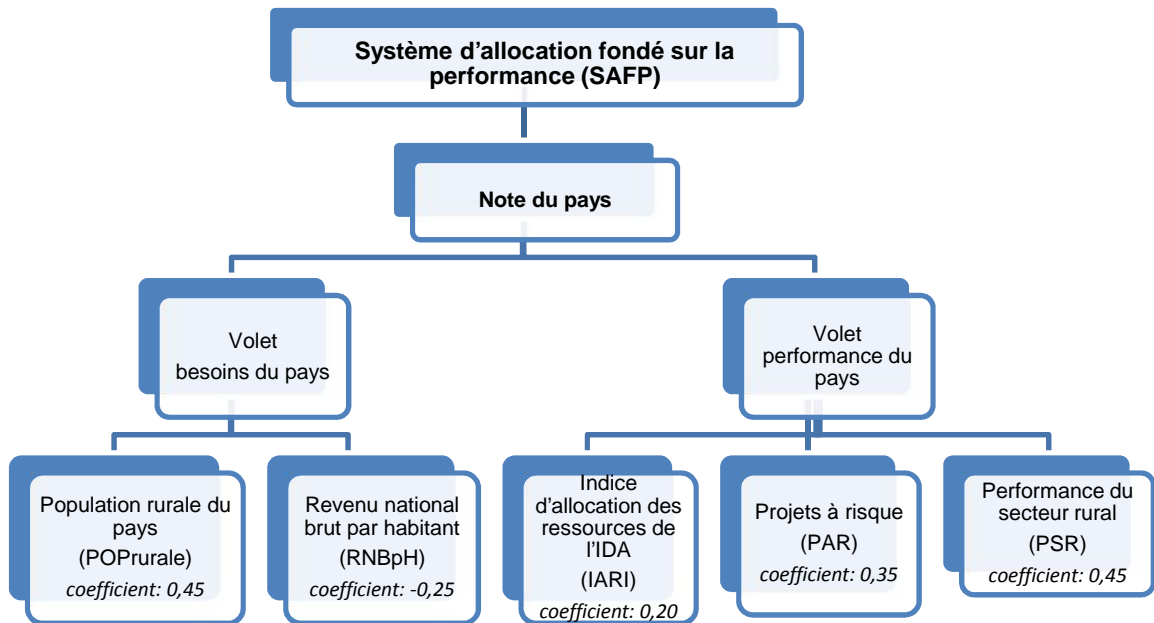 Système d'allocation fondé sur la
performance (SAFP)
Note du pays
Volet
besoins du pays
Volet
performance du
pays
Population rurale du
pays
(POPrurale)
coefficient: 0,45
Revenu national
brut par habitant
(RNBpH)
coefficient: -0,25
Indice
d'allocation des
ressources de
l'IDA
(IARI)
coefficient: 0,20
Projets à risque
(PAR)
coefficient: 0,35
Performance du
secteur rural
(PSR)
coefficient: 0,45